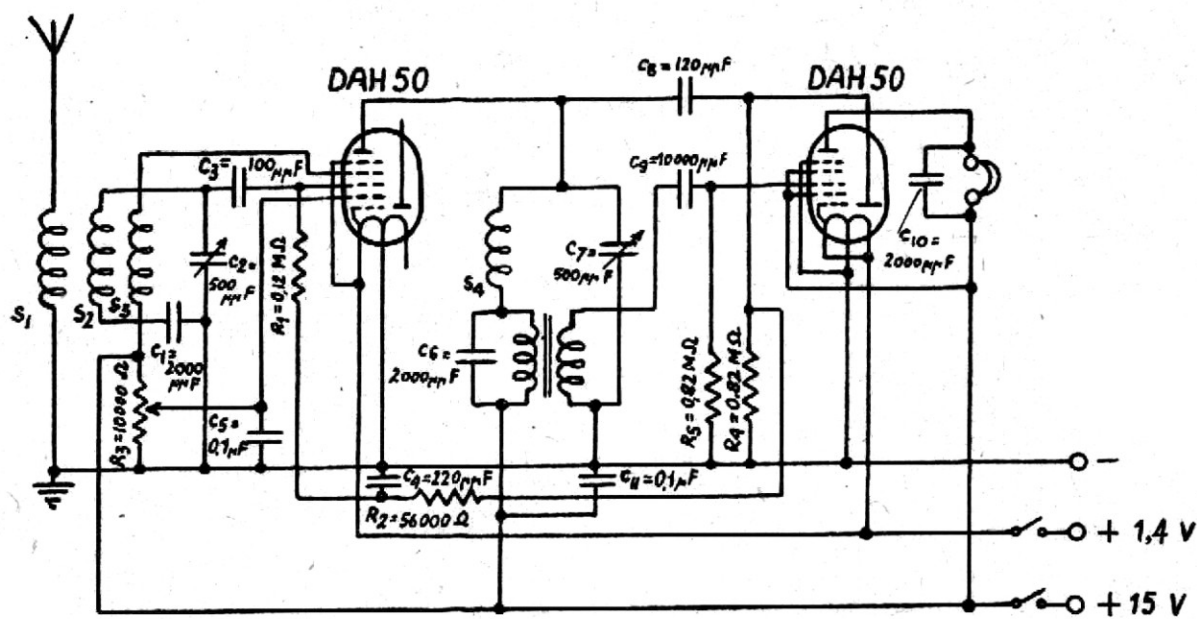 DAH 50
DAH 50
C8 = 120 µµF
C3 = 100 µµF
C9 = 10000 µµF
C2 = 500 µµF
R1 = 0,12 MΩ
C7 = 500 µµF
C10 = 2000 µµF
S1
S2
S3
S4
C1 = 2000 µµF
C6 = 2000 µµF
R3 = 10000 Ω
C5 = 0,1 µF
R5 = 0,82 MΩ
R4 = 0.82 MΩ
C4 = 220 µµF
C11 = 0,1 µF
R2 = 56000 Ω
−
+ 1,4 V
+ 15 V